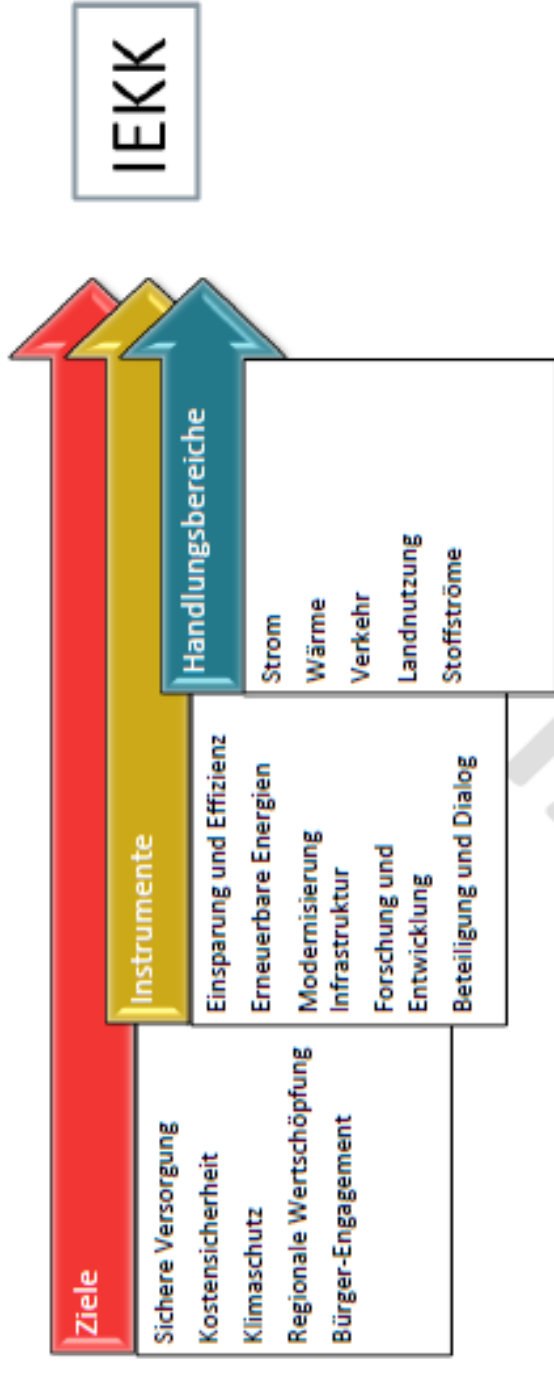 Ziele
Sichere Versorgung
Kostensicherheit
Klimaschutz
Regionale Wertschöpfung
Bürger-Engagement
Instrumente
Einsparung und Effizienz
Erneuerbare Energien
Modernisierung
Infrastruktur
Forschung und
Entwicklung
Beteiligung und Dialog
Handlungsbereiche
Strom
Wärme
Verkehr
Landnutzung
Stoffströme
IEKK